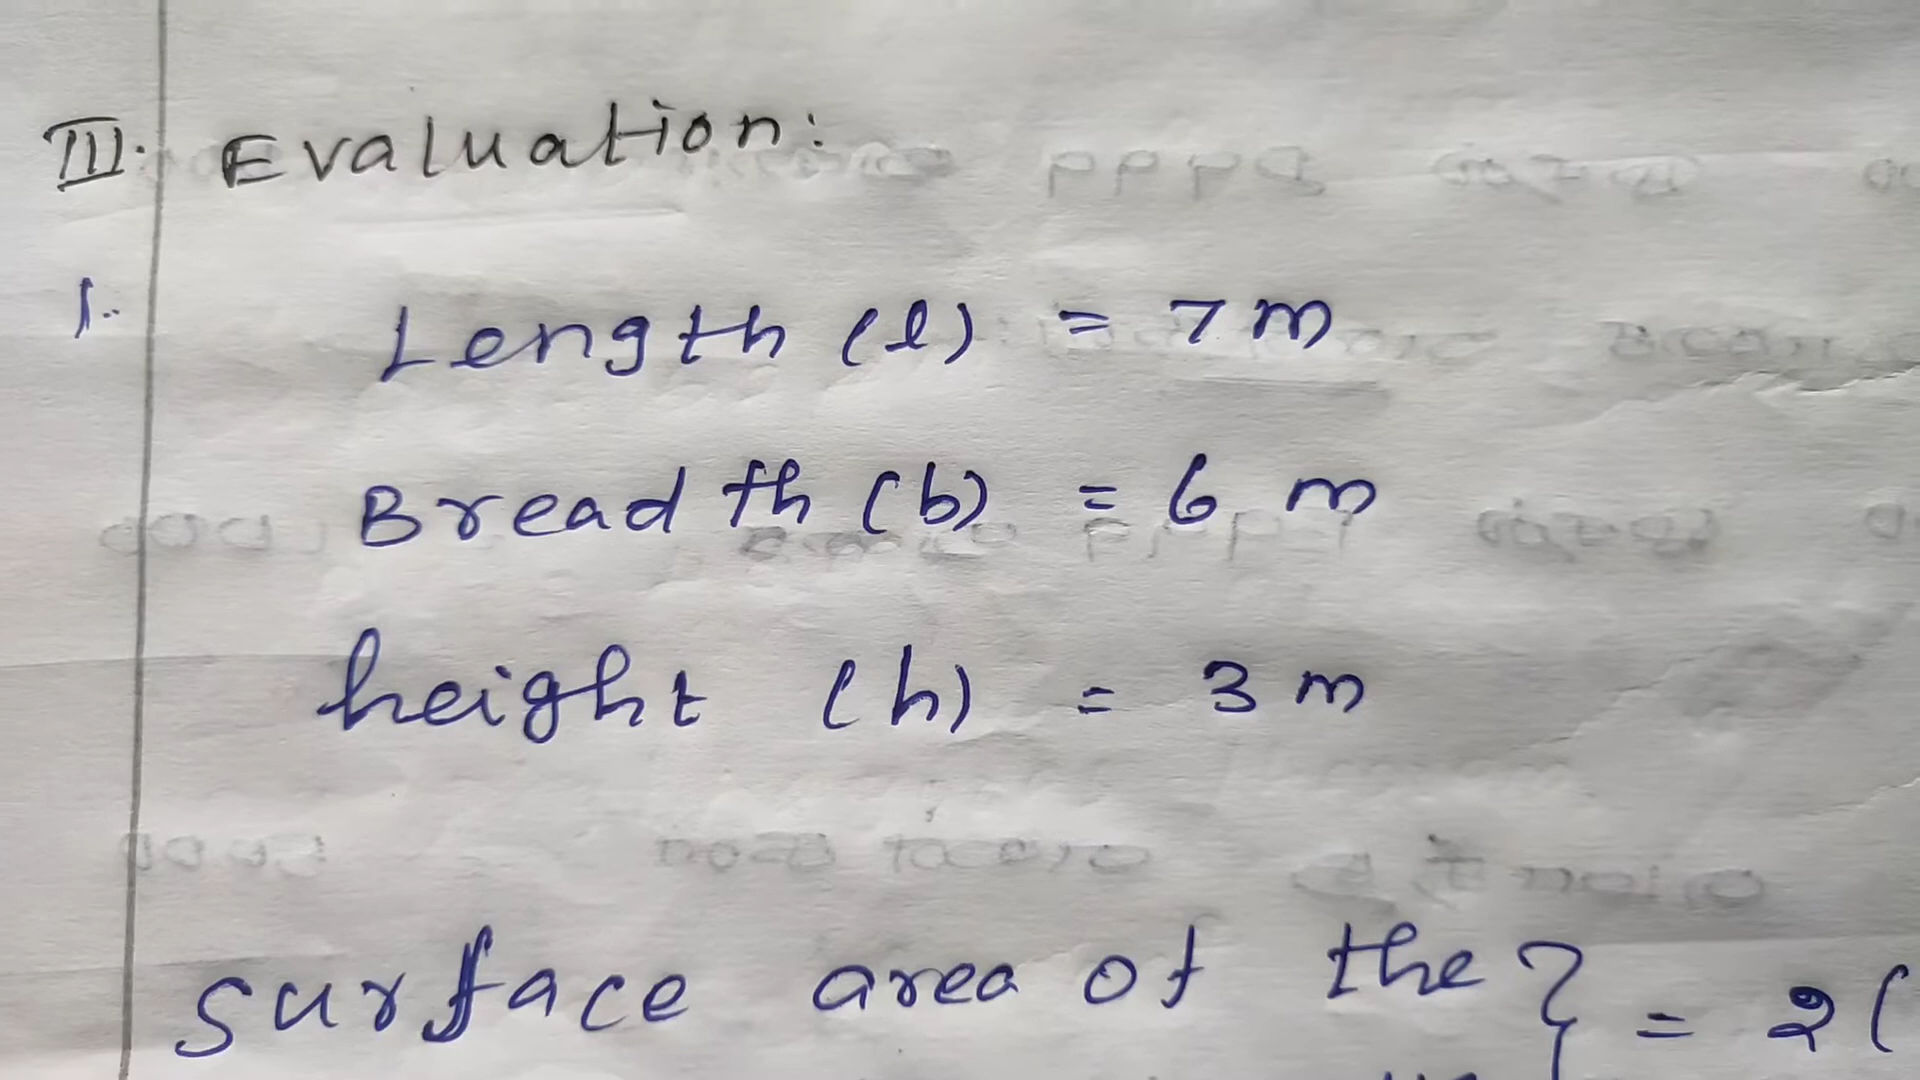 III. Evaluation:
1. Length (l) = 7 m
Breadth (b) = 6 m
height (h) = 3 m
surface area of the } = 2(